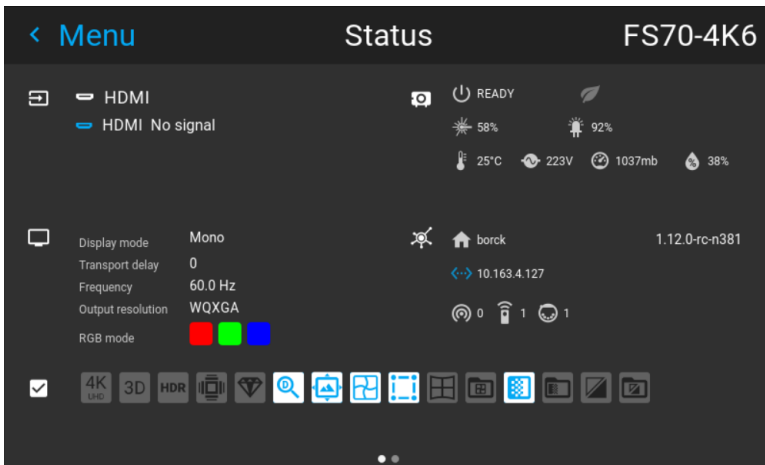 Menu
Status
FS70-4K6
HDMI
HDMI No signal
READY
58%
92%
25°C
223V
1037mb
38%
Display mode Mono
Transport delay 0
Frequency 60.0 Hz
Output resolution WQXGA
RGB mode
borck
1.12.0-rc-n381
10.163.4.127
0
1
1
4K UHD
3D
HDR
D
%